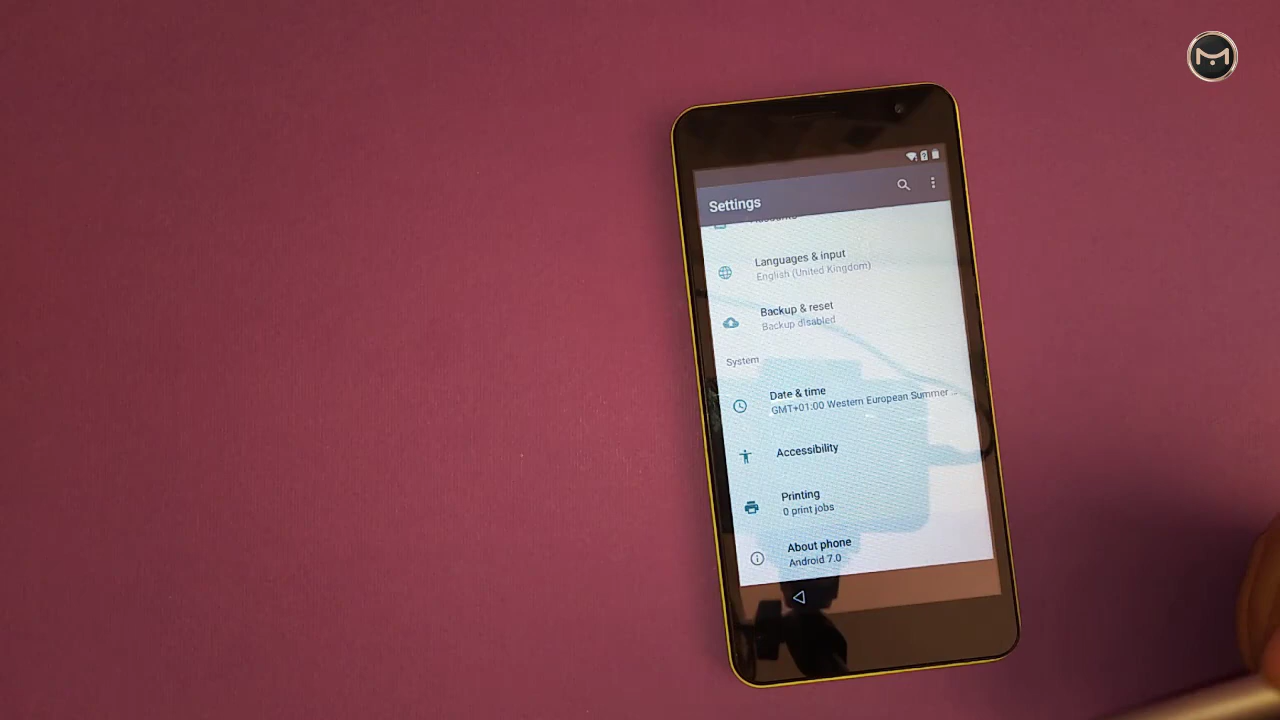 Settings
Languages & input
English (United Kingdom)
Backup & reset
Backup disabled
System
Date & time
GMT+01:00 Western European Summer ...
Accessibility
Printing
0 print jobs
About phone
Android 7.0